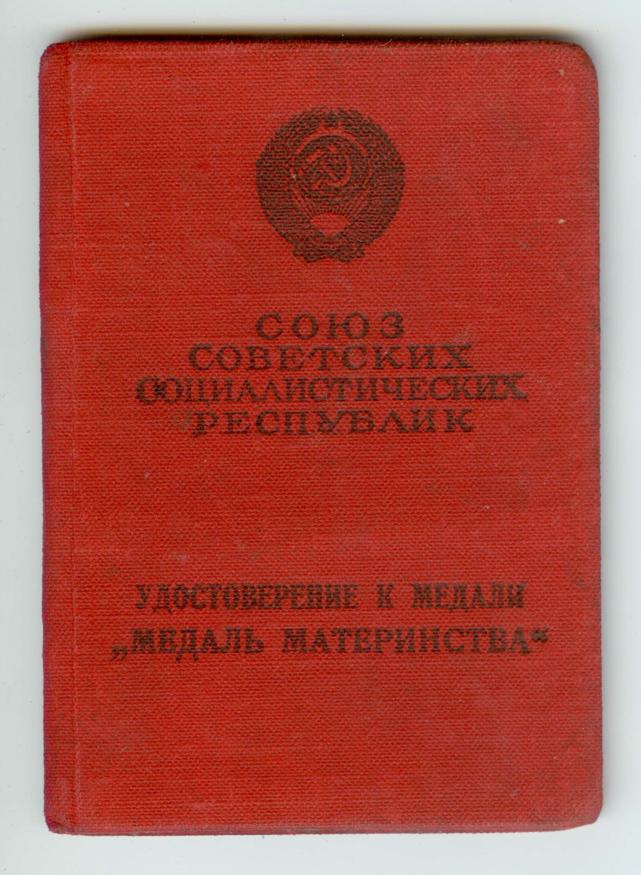 СОЮЗ
СОВЕТСКИХ
СОЦИАЛИСТИЧЕСКИХ
РЕСПУБЛИК
УДОСТОВЕРЕНИЕ К МЕДАЛИ
„МЕДАЛЬ МАТЕРИНСТВА“